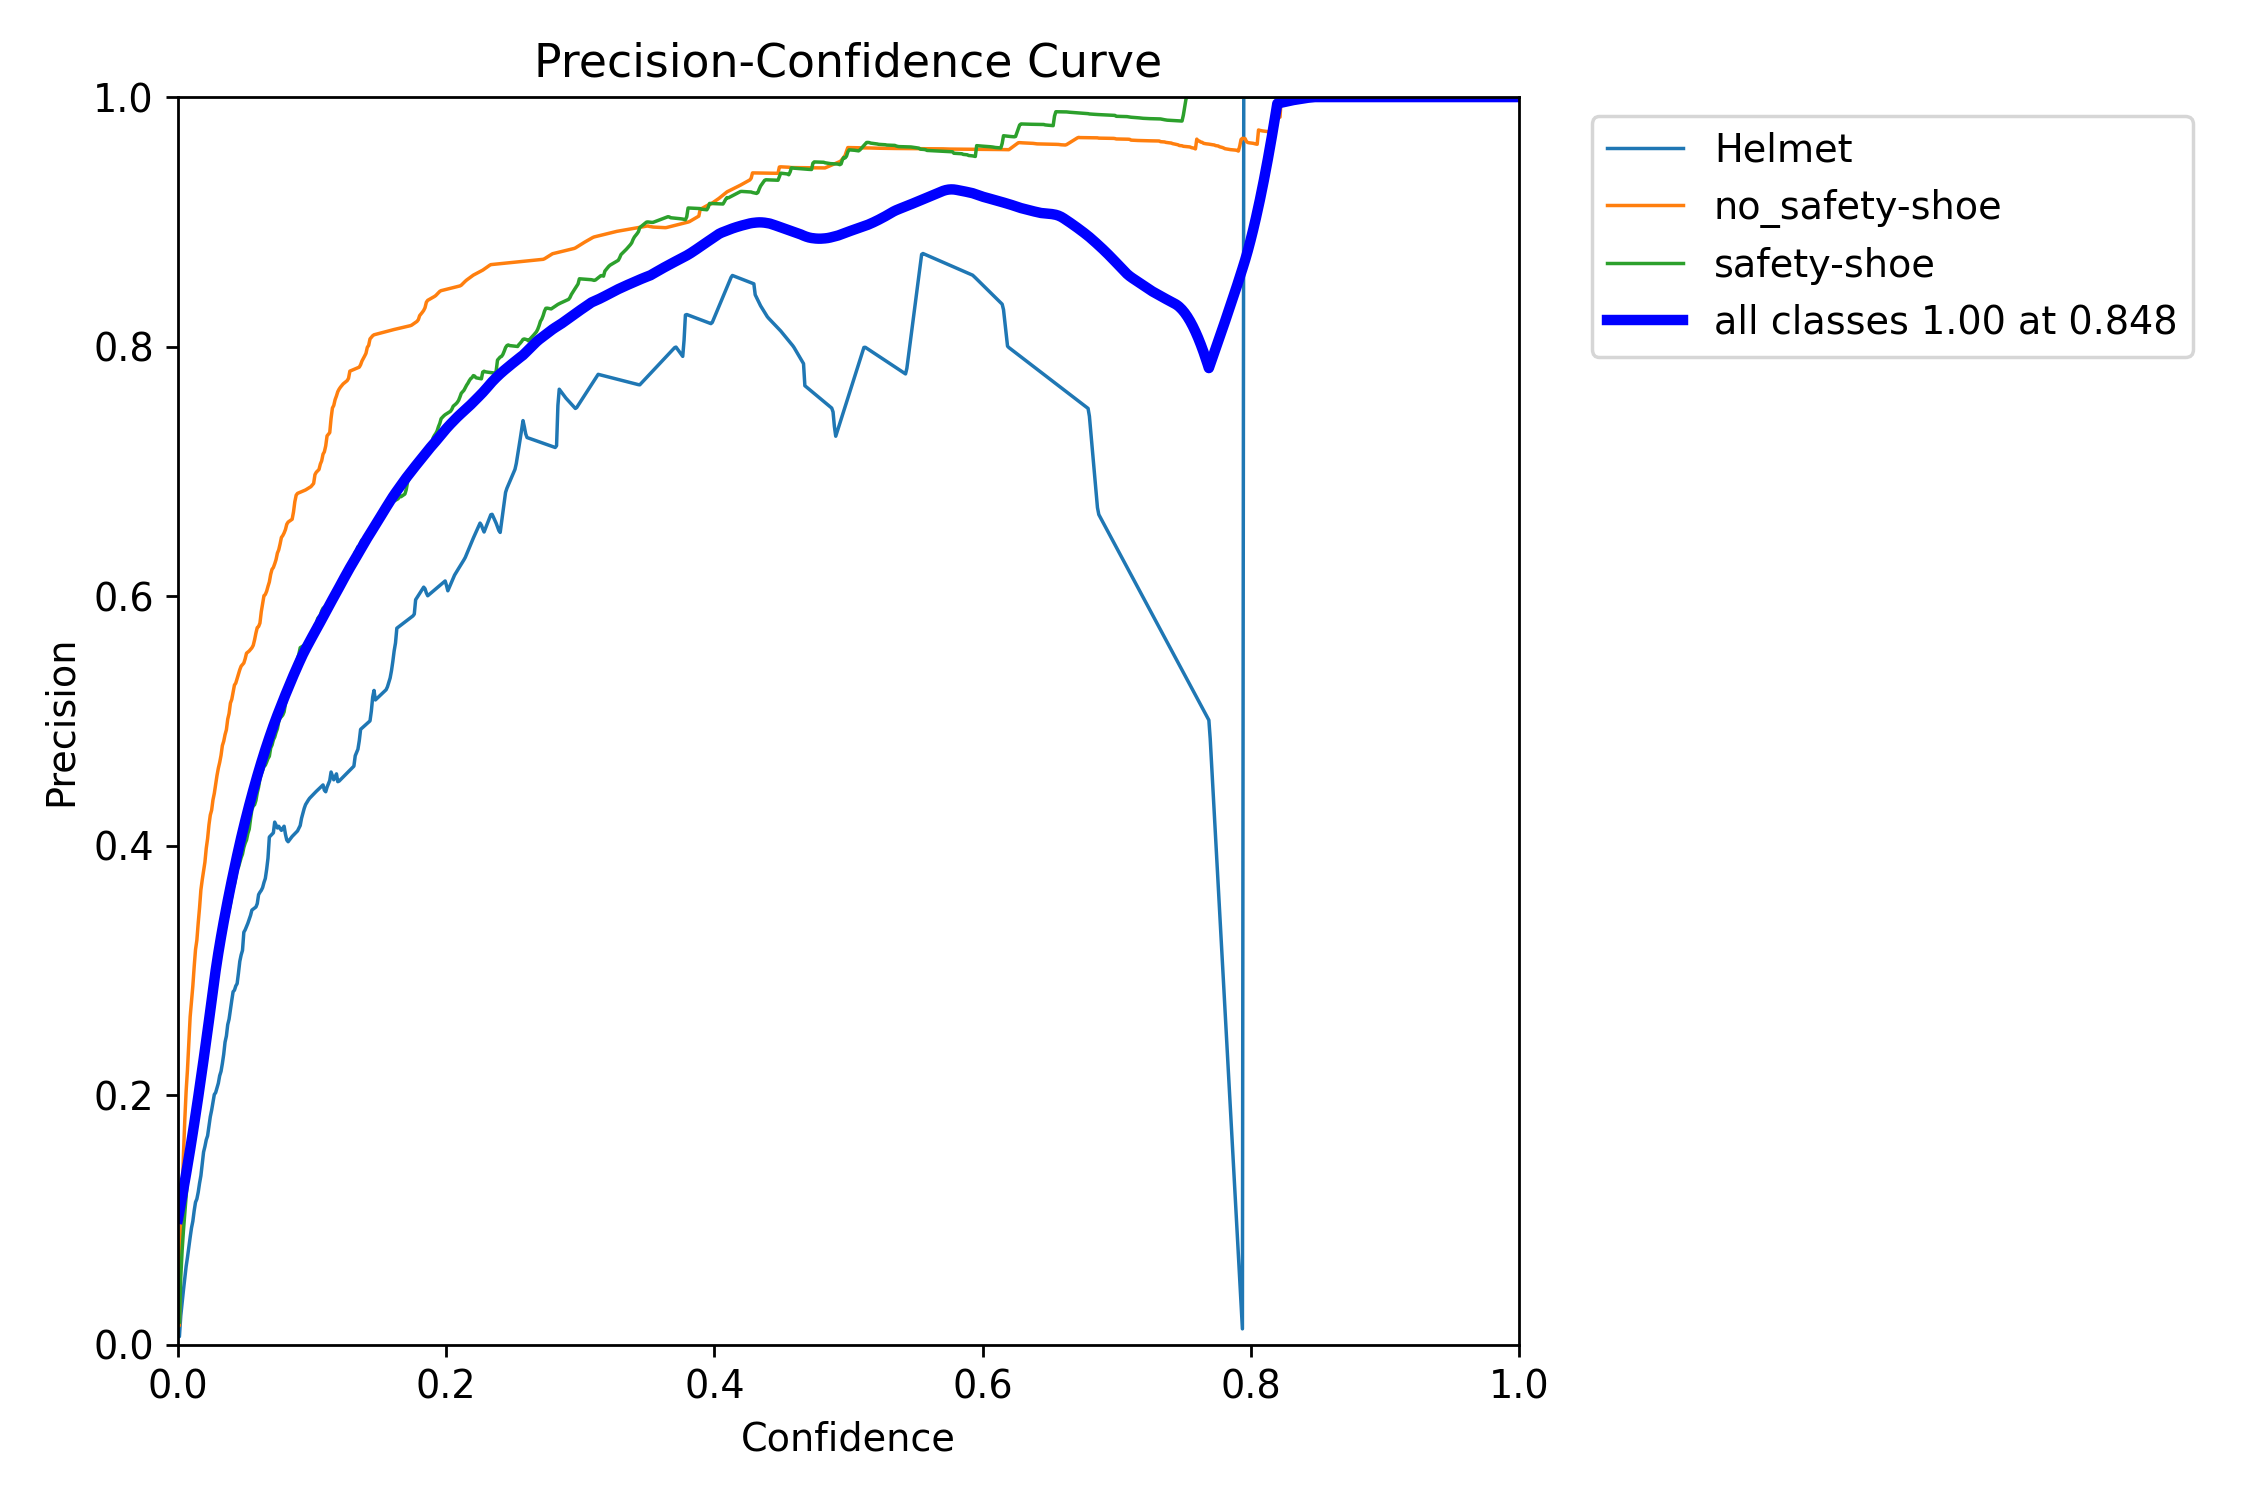 Precision-Confidence Curve
1.0
0.8
0.6
0.4
0.2
0.0
Precision
0.0 0.2 0.4 0.6 0.8 1.0
Confidence
Helmet
no_safety-shoe
safety-shoe
all classes 1.00 at 0.848